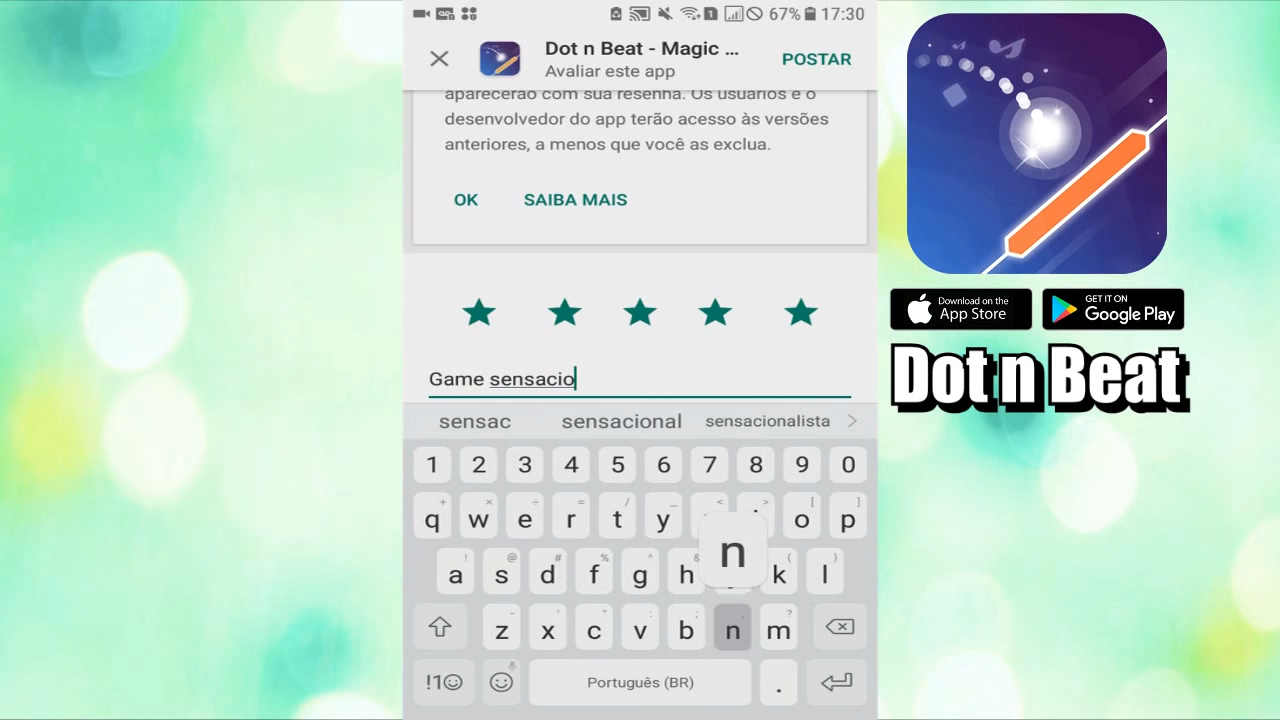 67% 17:30
Dot n Beat - Magic ...
Avaliar este app
POSTAR
aparecerão com sua resenha. Os usuários e o
desenvolvedor do app terão acesso às versões
anteriores, a menos que você as exclua.
OK SAIBA MAIS
Game sensacio
sensac sensacional sensacionalista
1 2 3 4 5 6 7 8 9 0
q w e r t y o p
a s d f g h k l
n
z x c v b n m
!1 Português (BR) .
Download on the
App Store
GET IT ON
Google Play
Dot n Beat